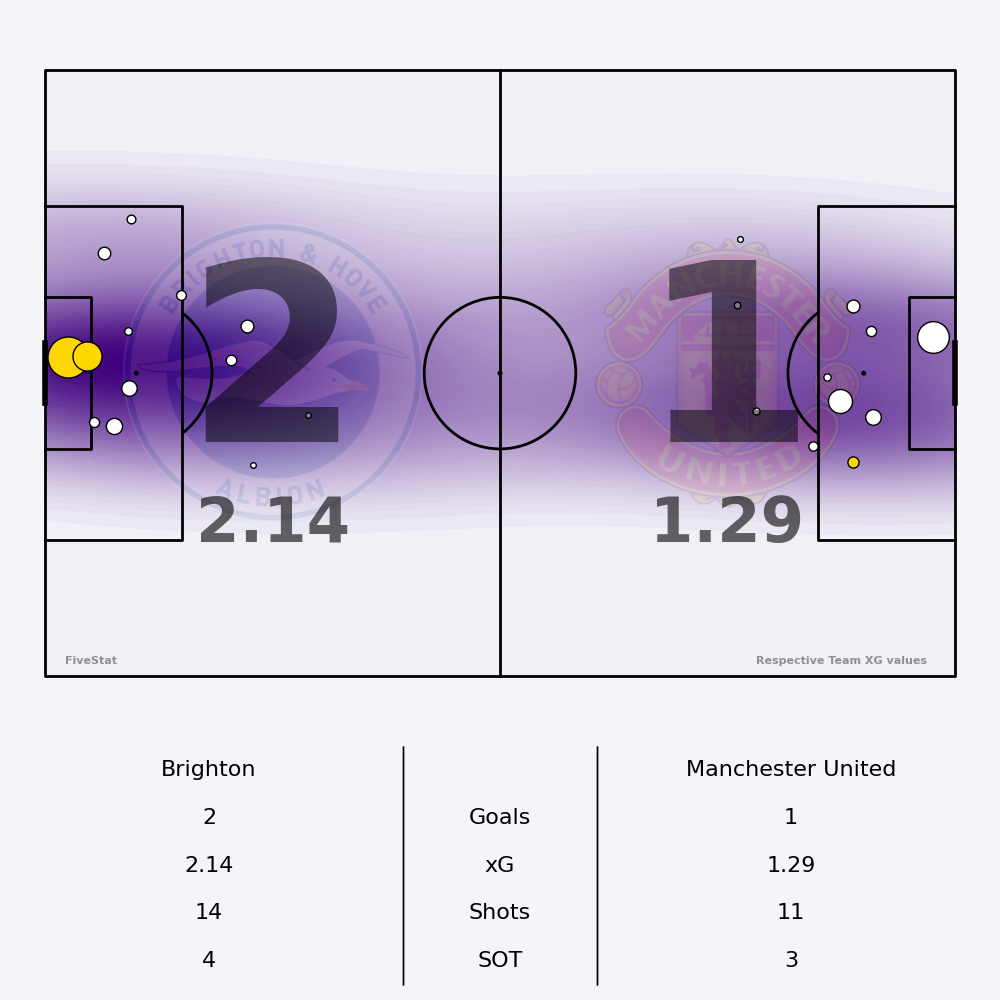 BRIGHTON & HOVE
ALBION
MANCHESTER
UNITED
2
1
2.14
1.29
FiveStat
Respective Team XG values
Brighton
Manchester United
2 Goals 1
2.14 xG 1.29
14 Shots 11
4 SOT 3